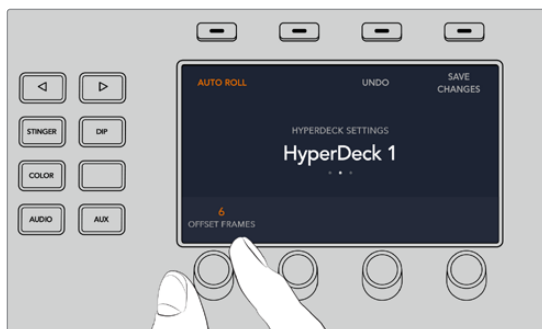 AUTO ROLL
UNDO
SAVE
CHANGES
HYPERDECK SETTINGS
HyperDeck 1
6
OFFSET FRAMES
STINGER
DIP
COLOR
AUDIO
AUX